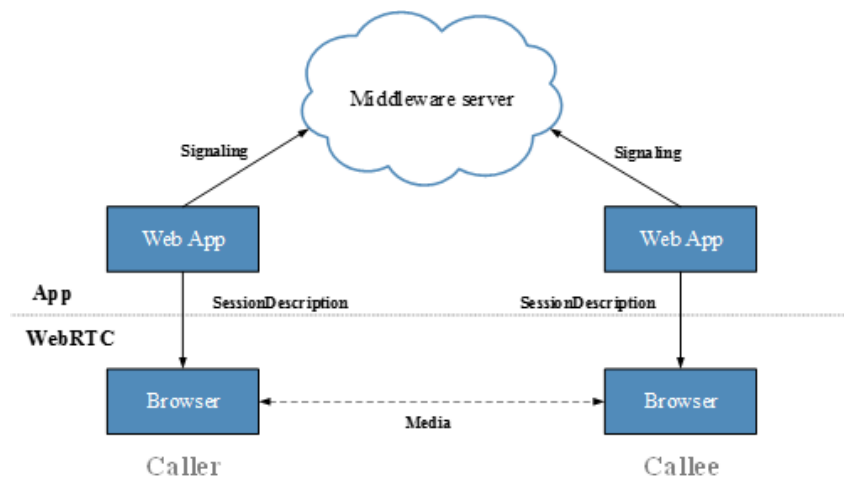 Middleware server
Signaling
Signaling
Web App
Web App
App
SessionDescription
SessionDescription
WebRTC
Browser
Browser
Media
Caller
Callee